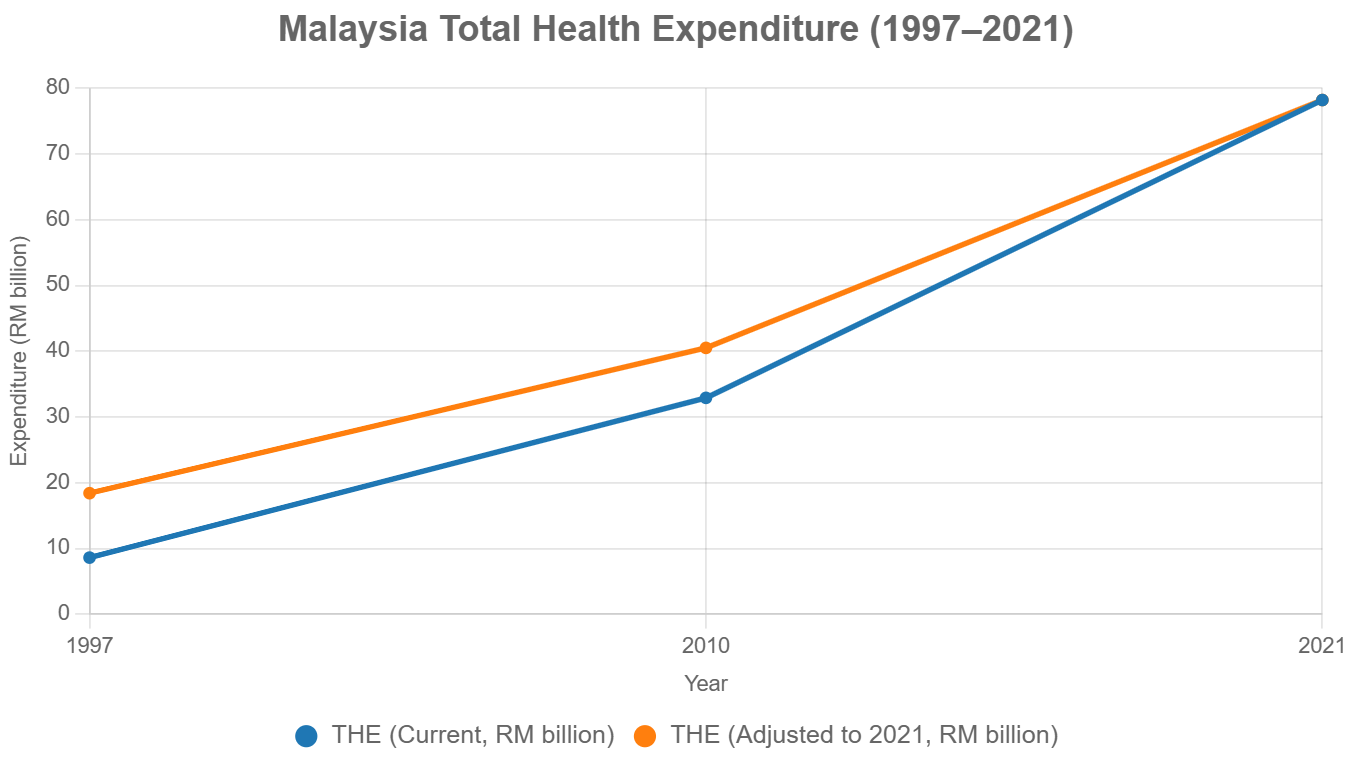 Malaysia Total Health Expenditure (1997–2021)
Expenditure (RM billion)
80
70
60
50
40
30
20
10
0
1997
2010
2021
Year
THE (Current, RM billion)
THE (Adjusted to 2021, RM billion)